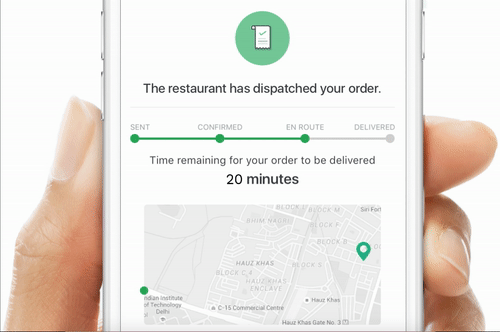 The restaurant has dispatched your order.
SENT CONFIRMED EN ROUTE DELIVERED
Time remaining for your order to be delivered
20 minutes
BLOCK D
BLOCK M
Siri Fort
BHIM NAGRI
BLOCK F
BLOCK D
HAUZ KHAS
BLOCK C 4
BLOCK G
HAUZ KHAS
ENCLAVE
Indian Institute
of Technology
Delhi
C-15 Commercial Centre
Hauz Khas
Hauz Khas Gate No. 3